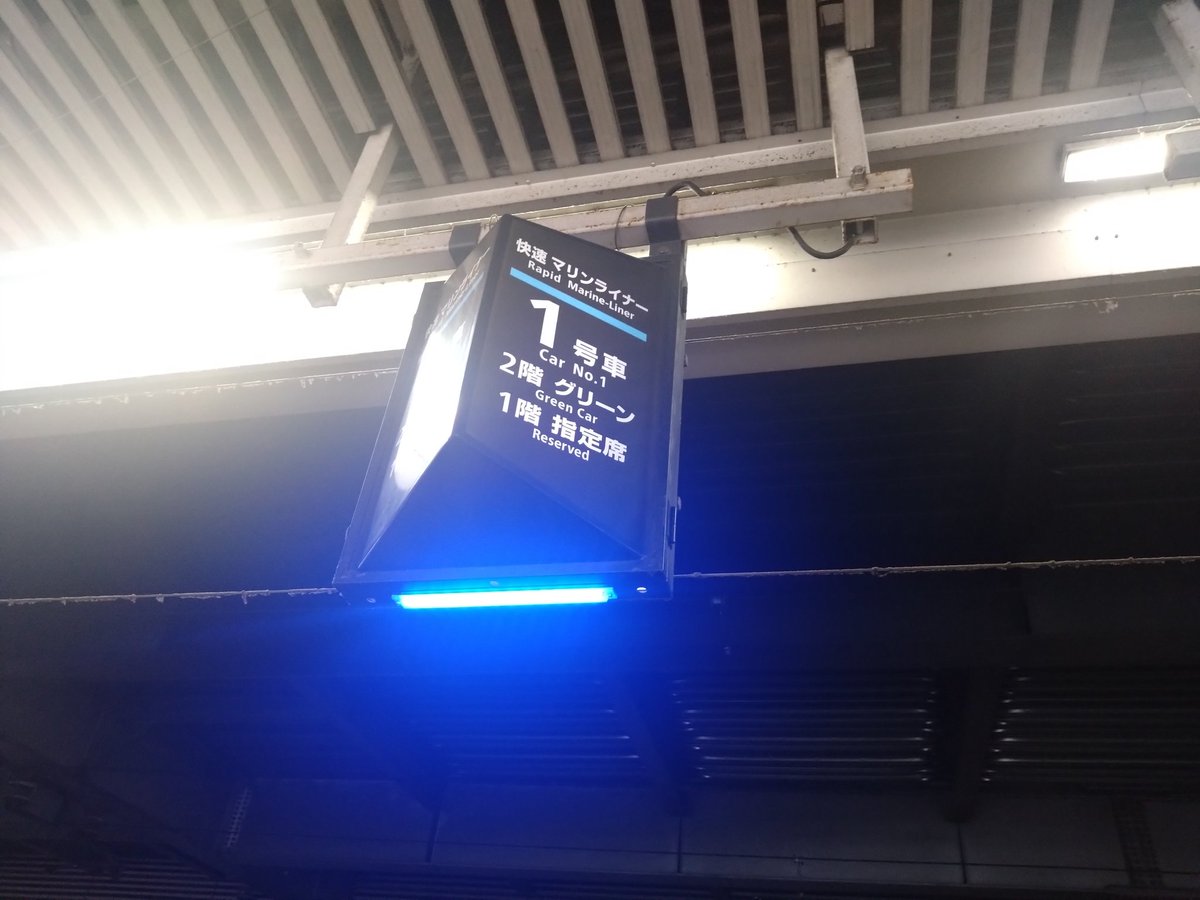 快速 マリンライナー
Rapid Marine-Liner
1号車
Car No.1
2階 グリーン
Green Car
1階 指定席
Reserved